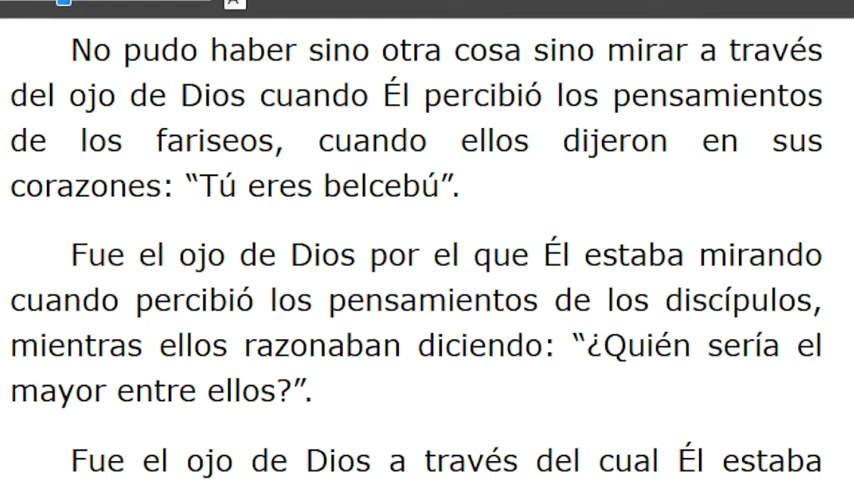 A
No pudo haber sino otra cosa sino mirar a través
del ojo de Dios cuando Él percibió los pensamientos
de los fariseos, cuando ellos dijeron en sus
corazones: “Tú eres belcebú”.
Fue el ojo de Dios por el que Él estaba mirando
cuando percibió los pensamientos de los discípulos,
mientras ellos razonaban diciendo: “¿Quién sería el
mayor entre ellos?”.
Fue el ojo de Dios a través del cual Él estaba